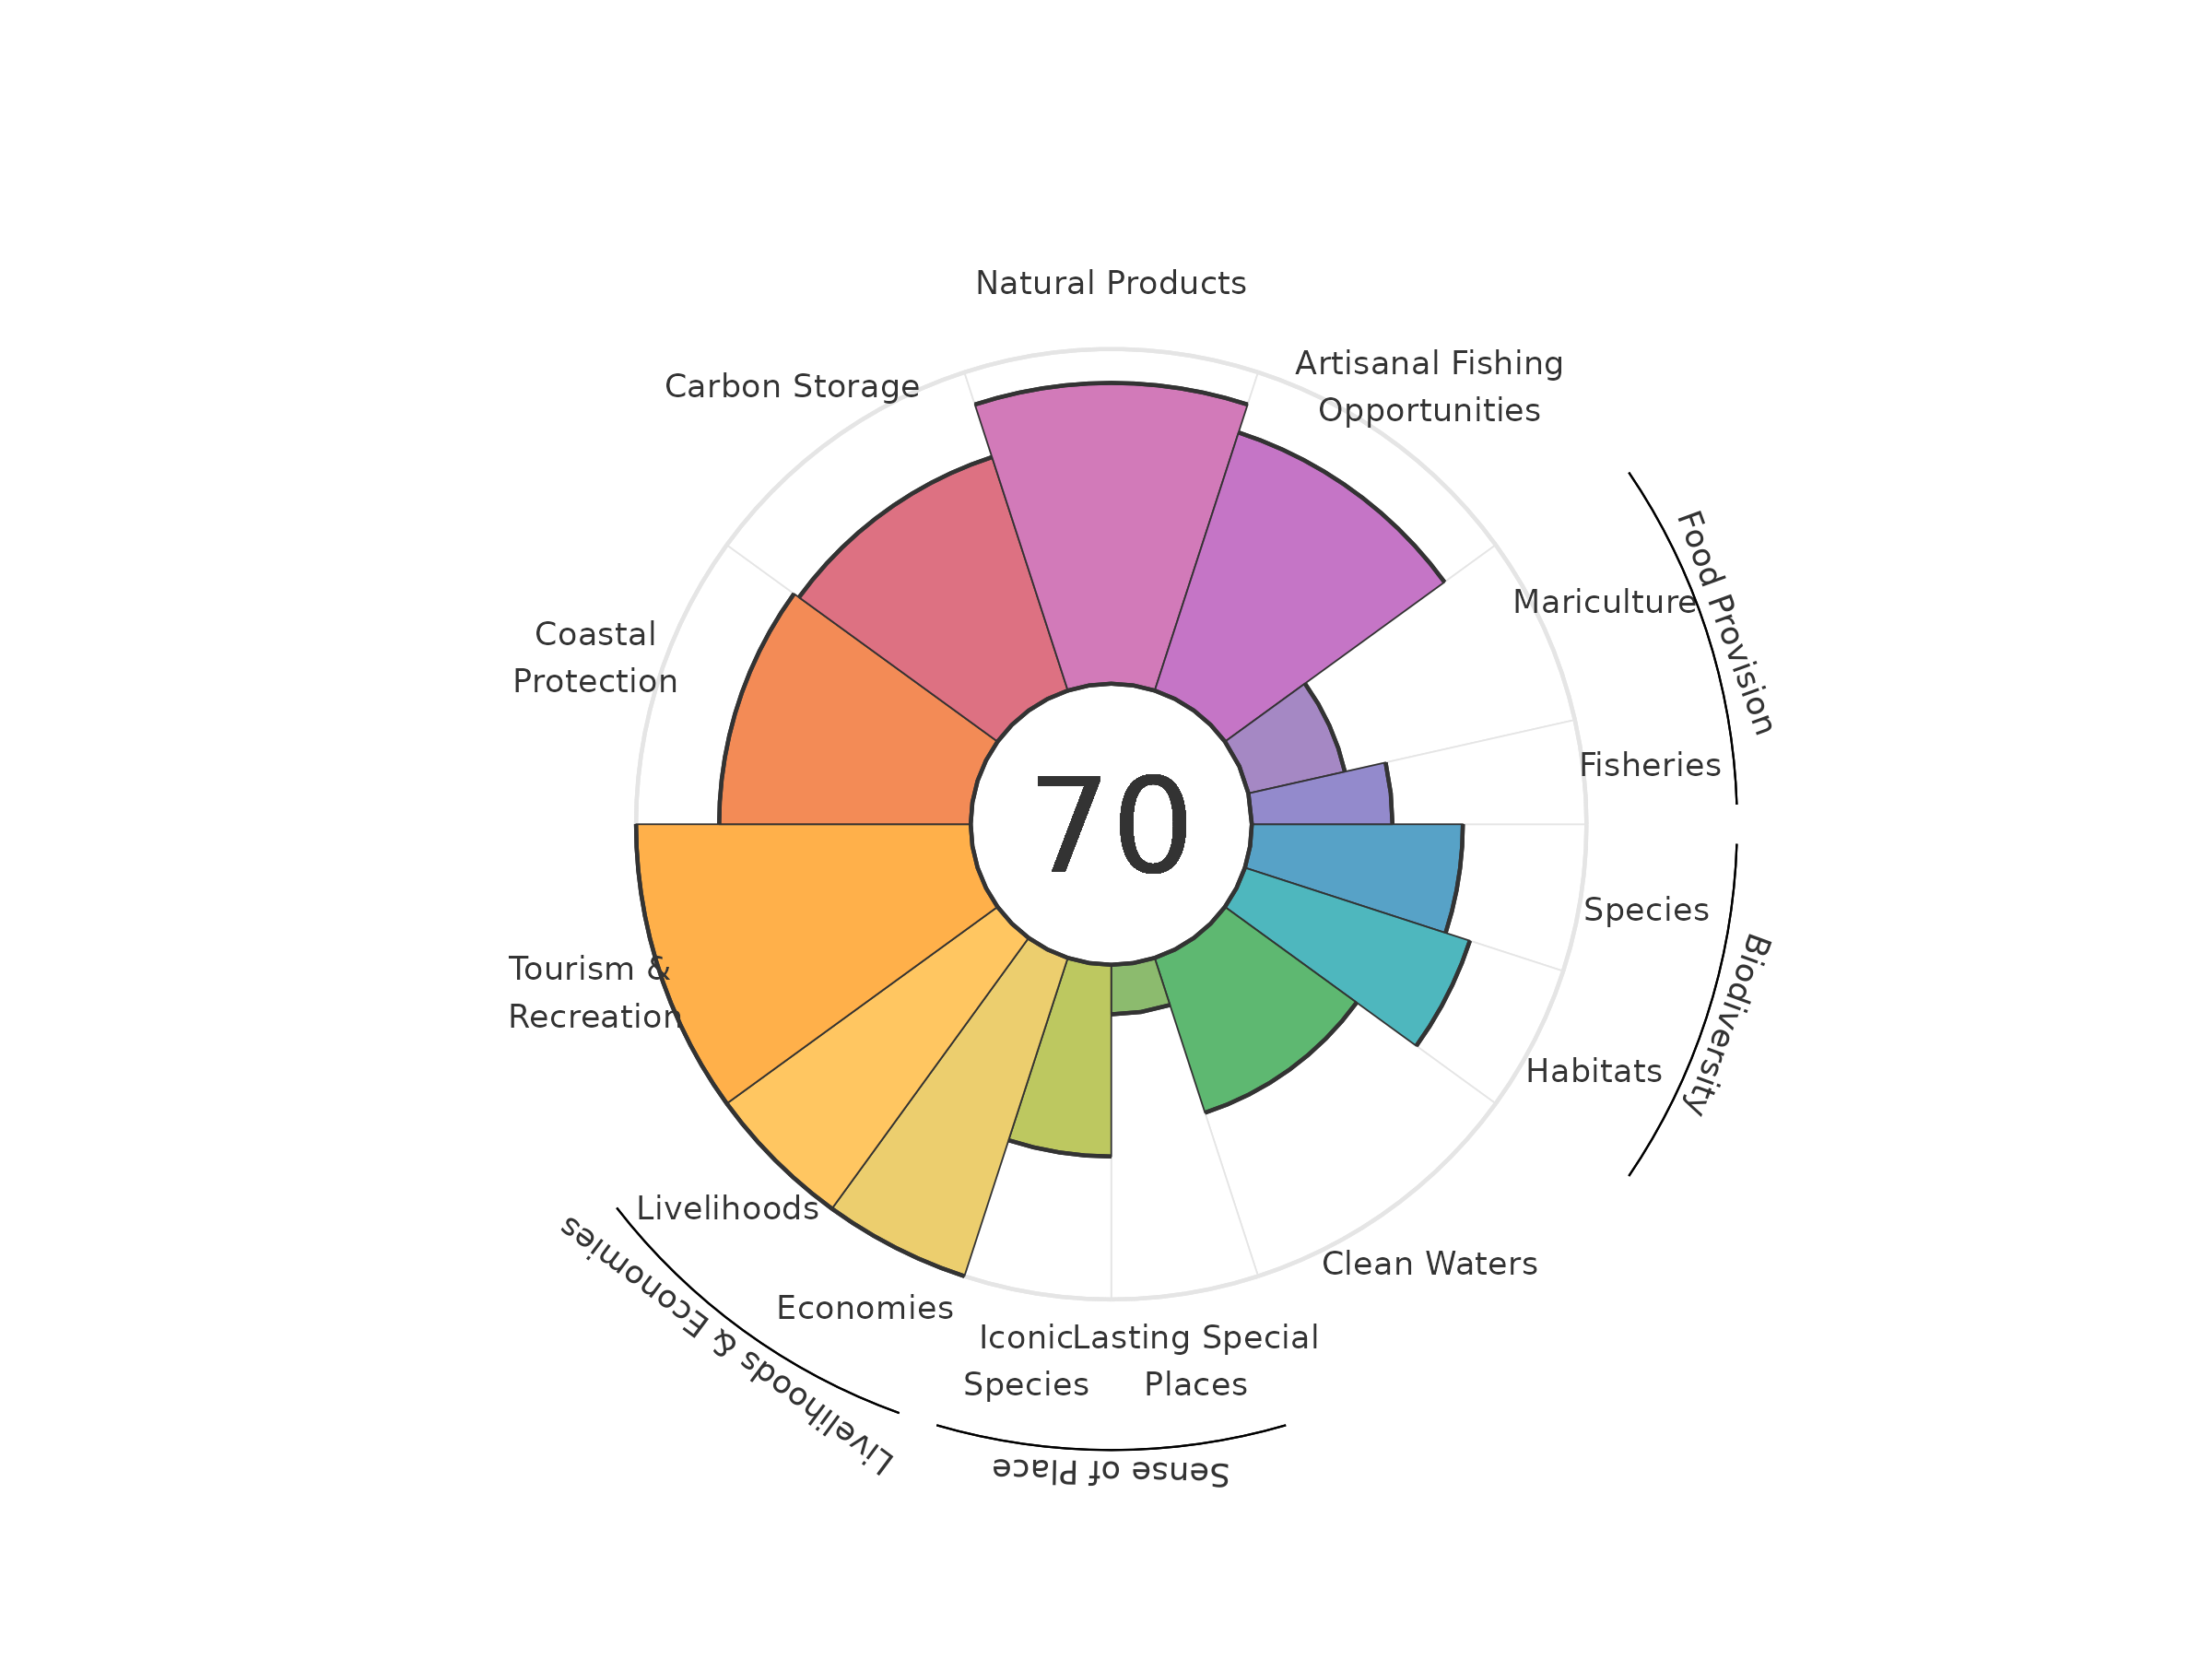 Natural Products
Artisanal Fishing
Opportunities
Carbon Storage
Food Provision
Mariculture
Coastal
Protection
Fisheries
70
Species
Biodiversity
Tourism &
Recreation
Habitats
Livelihoods
Clean Waters
Economies
Livelihoods & Economies
Iconic
Species
Lasting Special
Places
Sense of Place